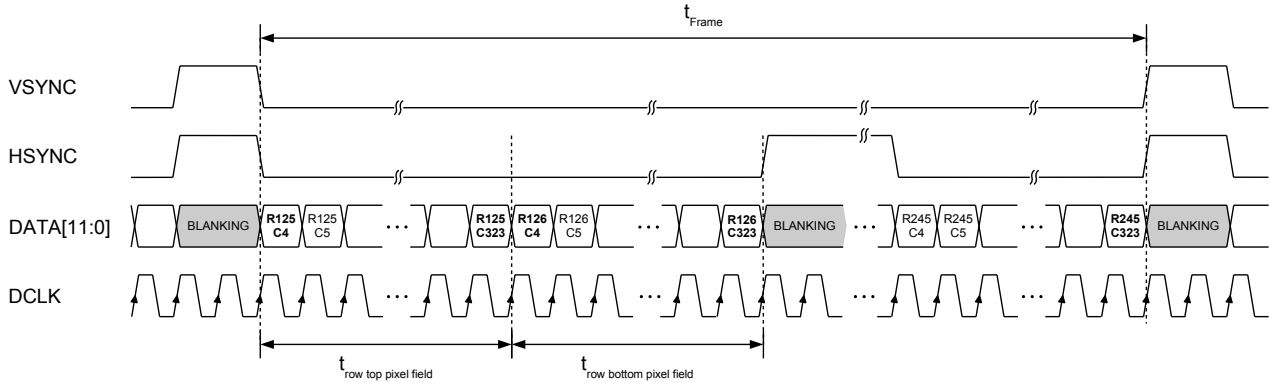 tFrame
VSYNC
HSYNC
DATA[11:0] BLANKING R125 C4 R125 C5 ... R125 C323 R126 C4 R126 C5 ... R126 C323 BLANKING ... R245 C4 R245 C5 ... R245 C323 BLANKING
DCLK ... ... ... ...
trow top pixel field trow bottom pixel field